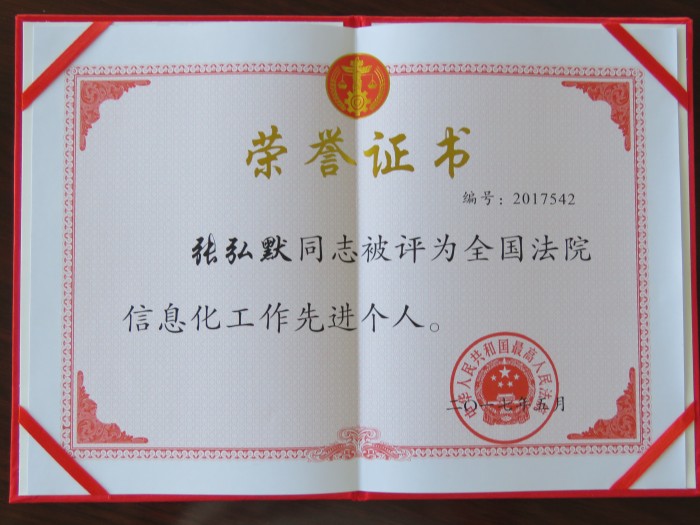 荣誉证书
编号：2017542
张弘默同志被评为全国法院
信息化工作先进个人。
中华人民共和国最高人民法院
二〇一七年五月